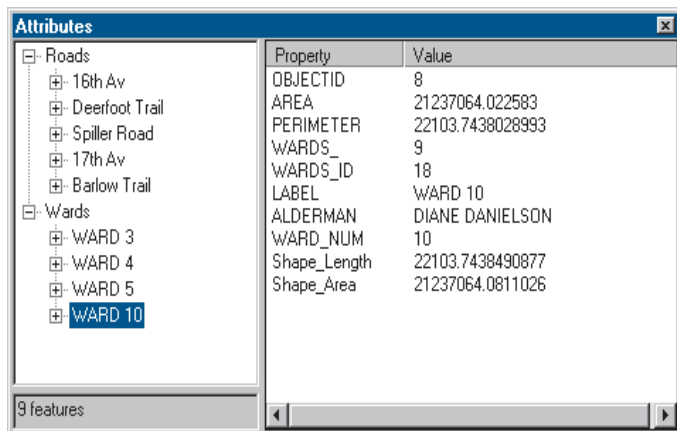 Attributes
Roads
16th Av
Deerfoot Trail
Spiller Road
17th Av
Barlow Trail
Wards
WARD 3
WARD 4
WARD 5
WARD 10
9 features
Property Value
OBJECTID 8
AREA 21237064.022583
PERIMETER 22103.7438028993
WARDS_ 9
WARDS_ID 18
LABEL WARD 10
ALDERMAN DIANE DANIELSON
WARD_NUM 10
Shape_Length 22103.7438490877
Shape_Area 21237064.0811026